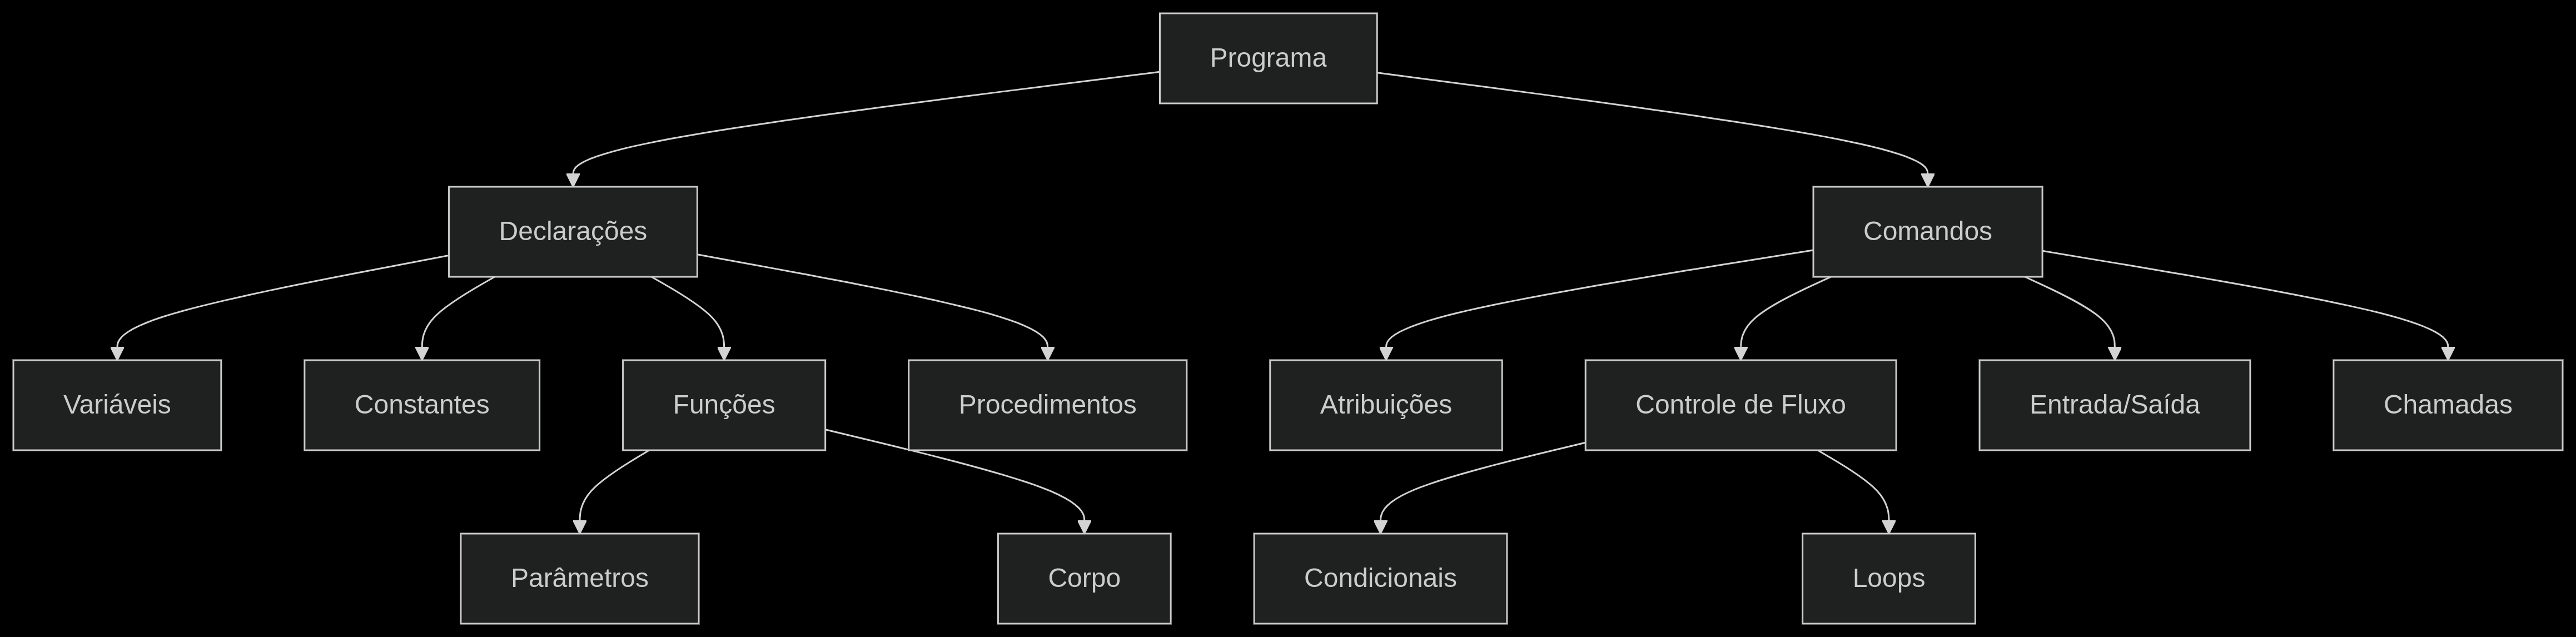 Programa
Declarações
Comandos
Variáveis
Constantes
Funções
Procedimentos
Atribuições
Controle de Fluxo
Entrada/Saída
Chamadas
Parâmetros
Corpo
Condicionais
Loops